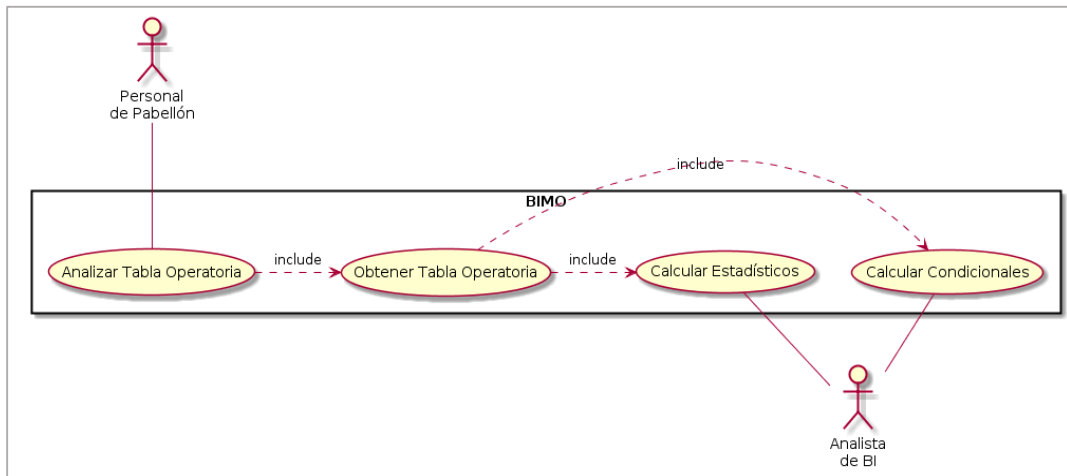 Personal
de Pabellón
include
BIMO
Analizar Tabla Operatoria
include
Obtener Tabla Operatoria
include
Calcular Estadísticos
Calcular Condicionales
Analista
de BI